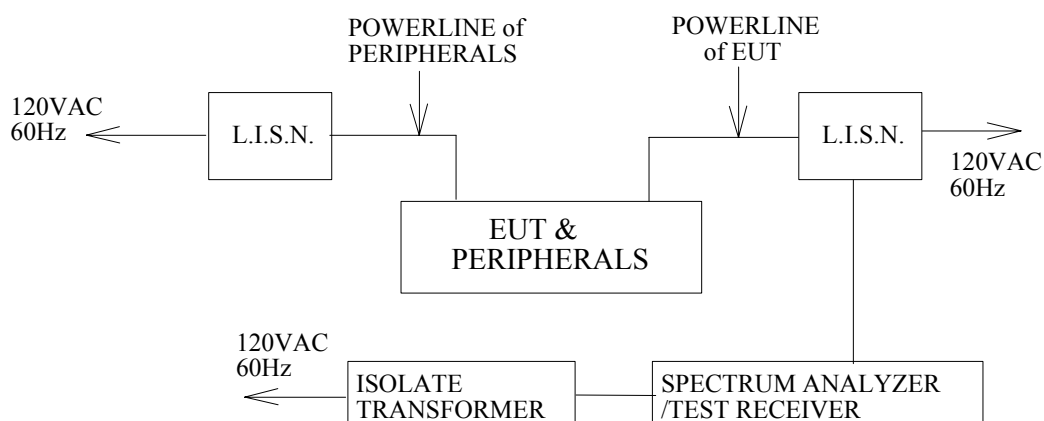 POWERLINE of
PERIPHERALS
POWERLINE
of EUT
120VAC
60Hz
L.I.S.N.
L.I.S.N.
120VAC
60Hz
EUT &
PERIPHERALS
120VAC
60Hz
ISOLATE
TRANSFORMER
SPECTRUM ANALYZER
/TEST RECEIVER